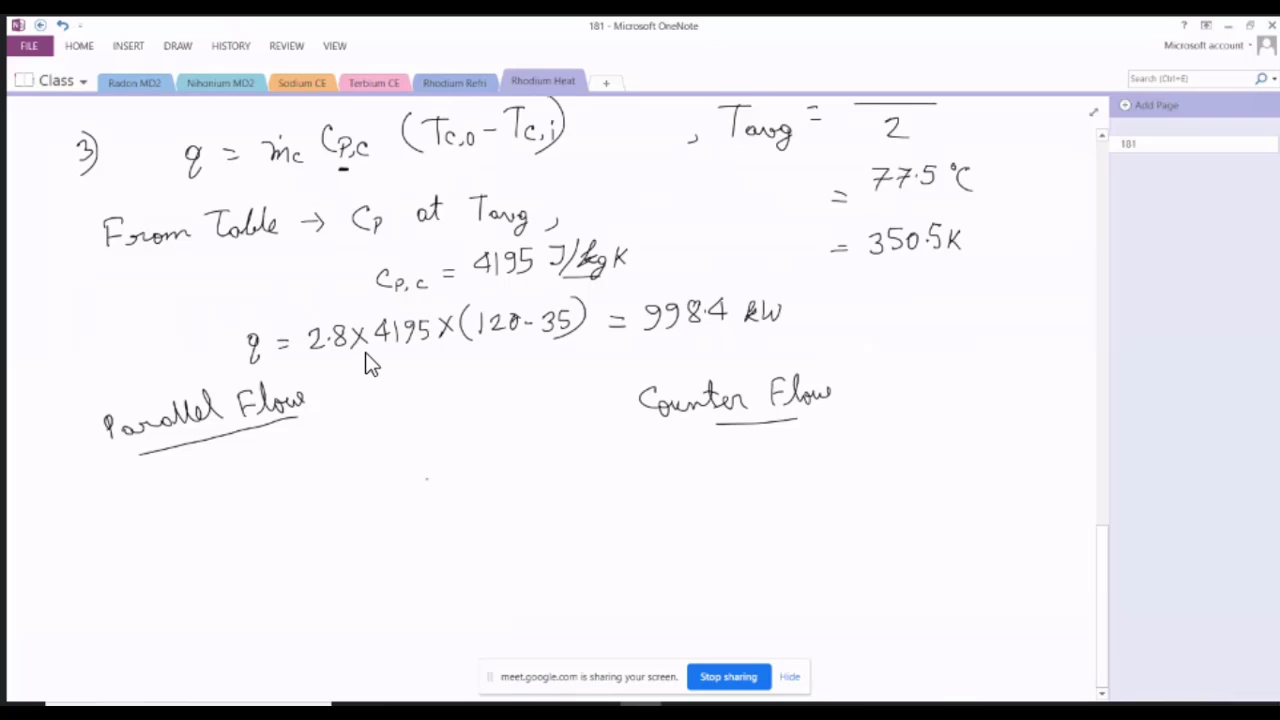 181 - Microsoft OneNote
FILE HOME INSERT DRAW HISTORY REVIEW VIEW
Microsoft account
Class Radon MD2 Nihonium MD2 Sodium CE Terbium CE Rhodium Refri Rhodium Heat
Search (Ctrl+E)
Add Page
181
3) q = ṁc Cp,c (Tc,o - Tc,i) , Tavg = 
2
= 77.5 °C
From Table → Cp at Tavg,
= 350.5K
Cp,c = 4195 J/kgK
q = 2.8 × 4195 × (120 - 35) = 998.4 kW
Parallel Flow Counter Flow
meet.google.com is sharing your screen. Stop sharing Hide